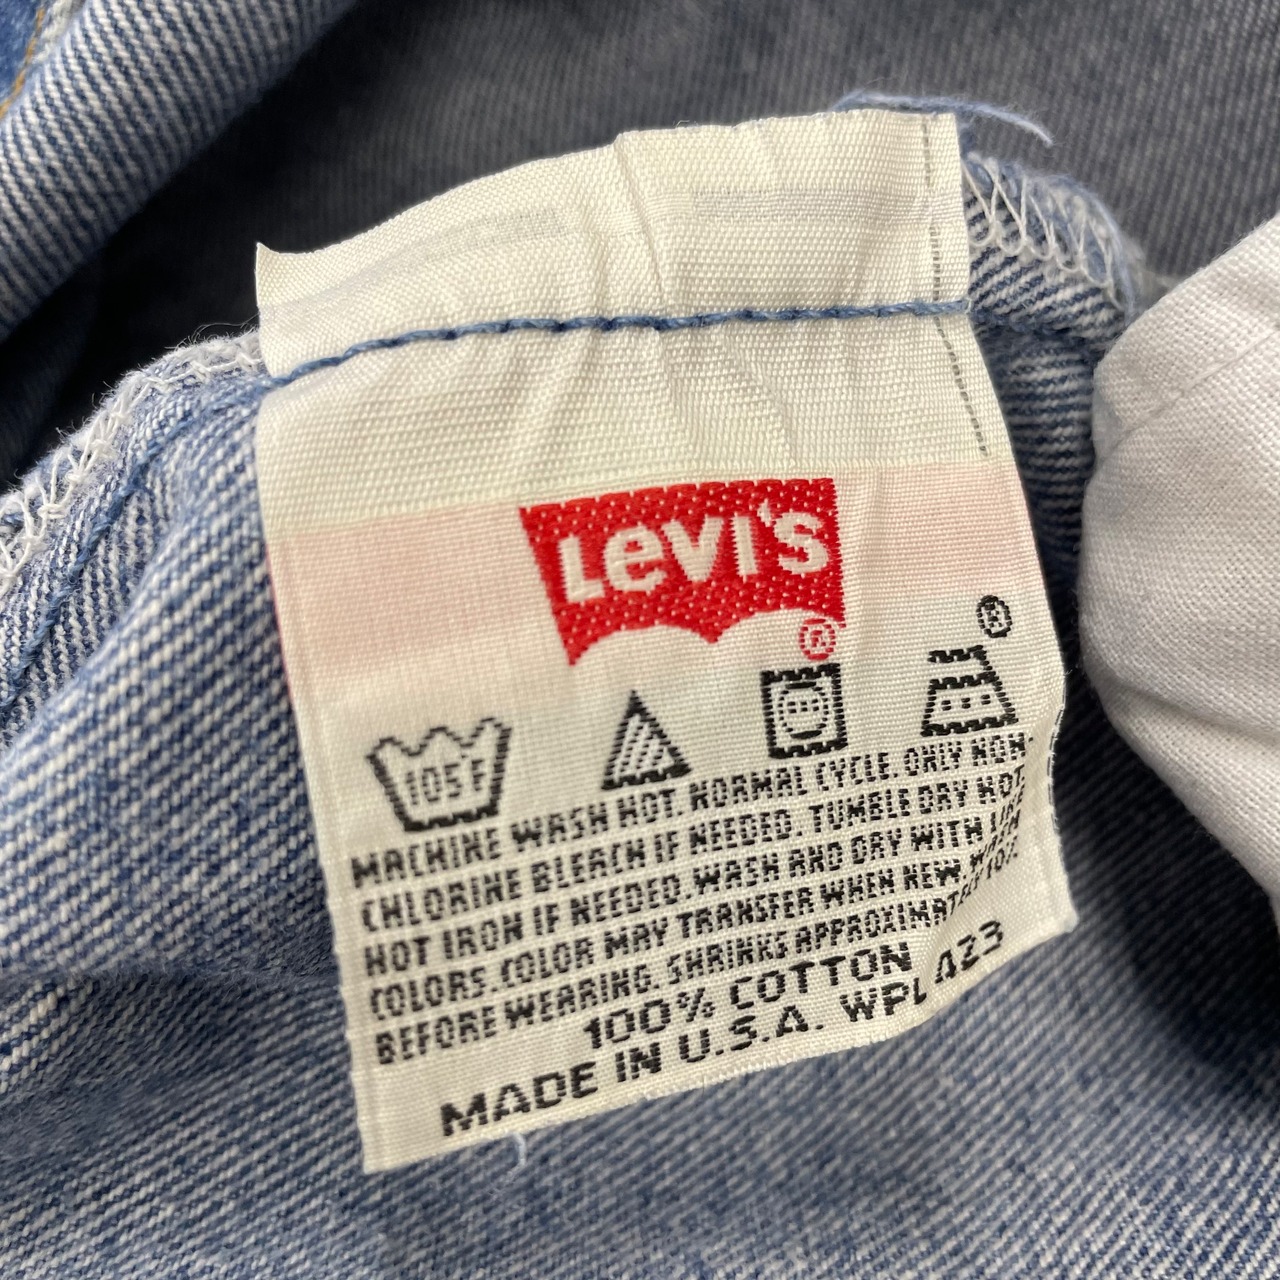 LEVI'S
®
®
105F
MACHINE WASH HOT. NORMAL CYCLE. ONLY NON-
CHLORINE BLEACH IF NEEDED. TUMBLE DRY HOT.
HOT IRON IF NEEDED. WASH AND DRY WITH LIKE
COLORS. COLOR MAY TRANSFER WHEN NEW. WASH
BEFORE WEARING. SHRINKS APPROXIMATELY 10%
100% COTTON
MADE IN U.S.A. WPL 423